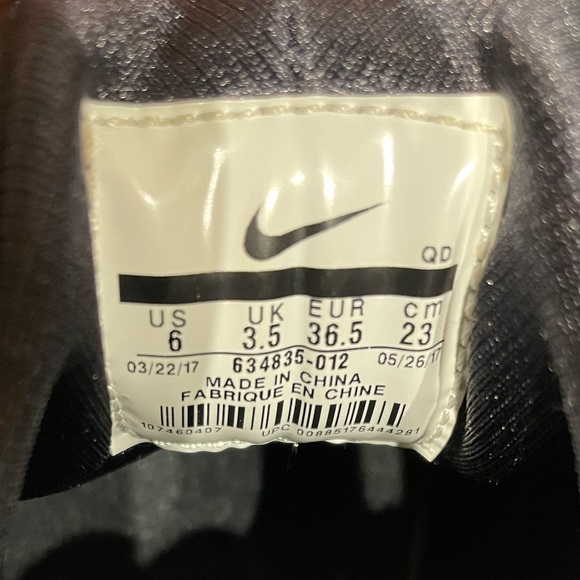 QD
US UK EUR cm
6 3.5 36.5 23
03/22/17 634835-012 05/26/17
MADE IN CHINA
FABRIQUE EN CHINE
107460407 UPC 00885176444281